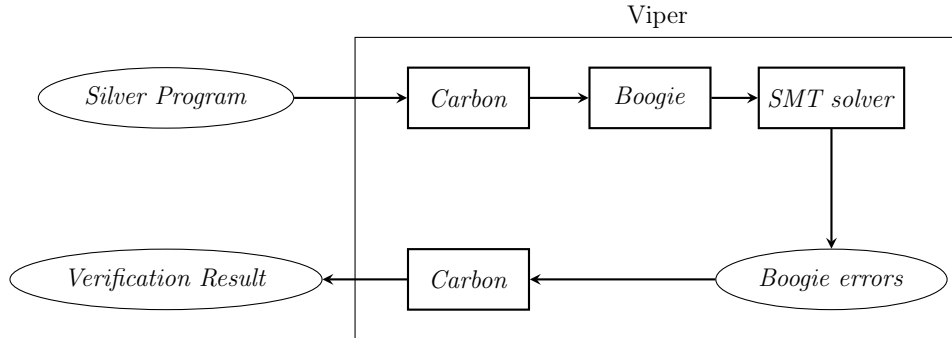 Viper
Silver Program
Carbon
Boogie
SMT solver
Verification Result
Carbon
Boogie errors